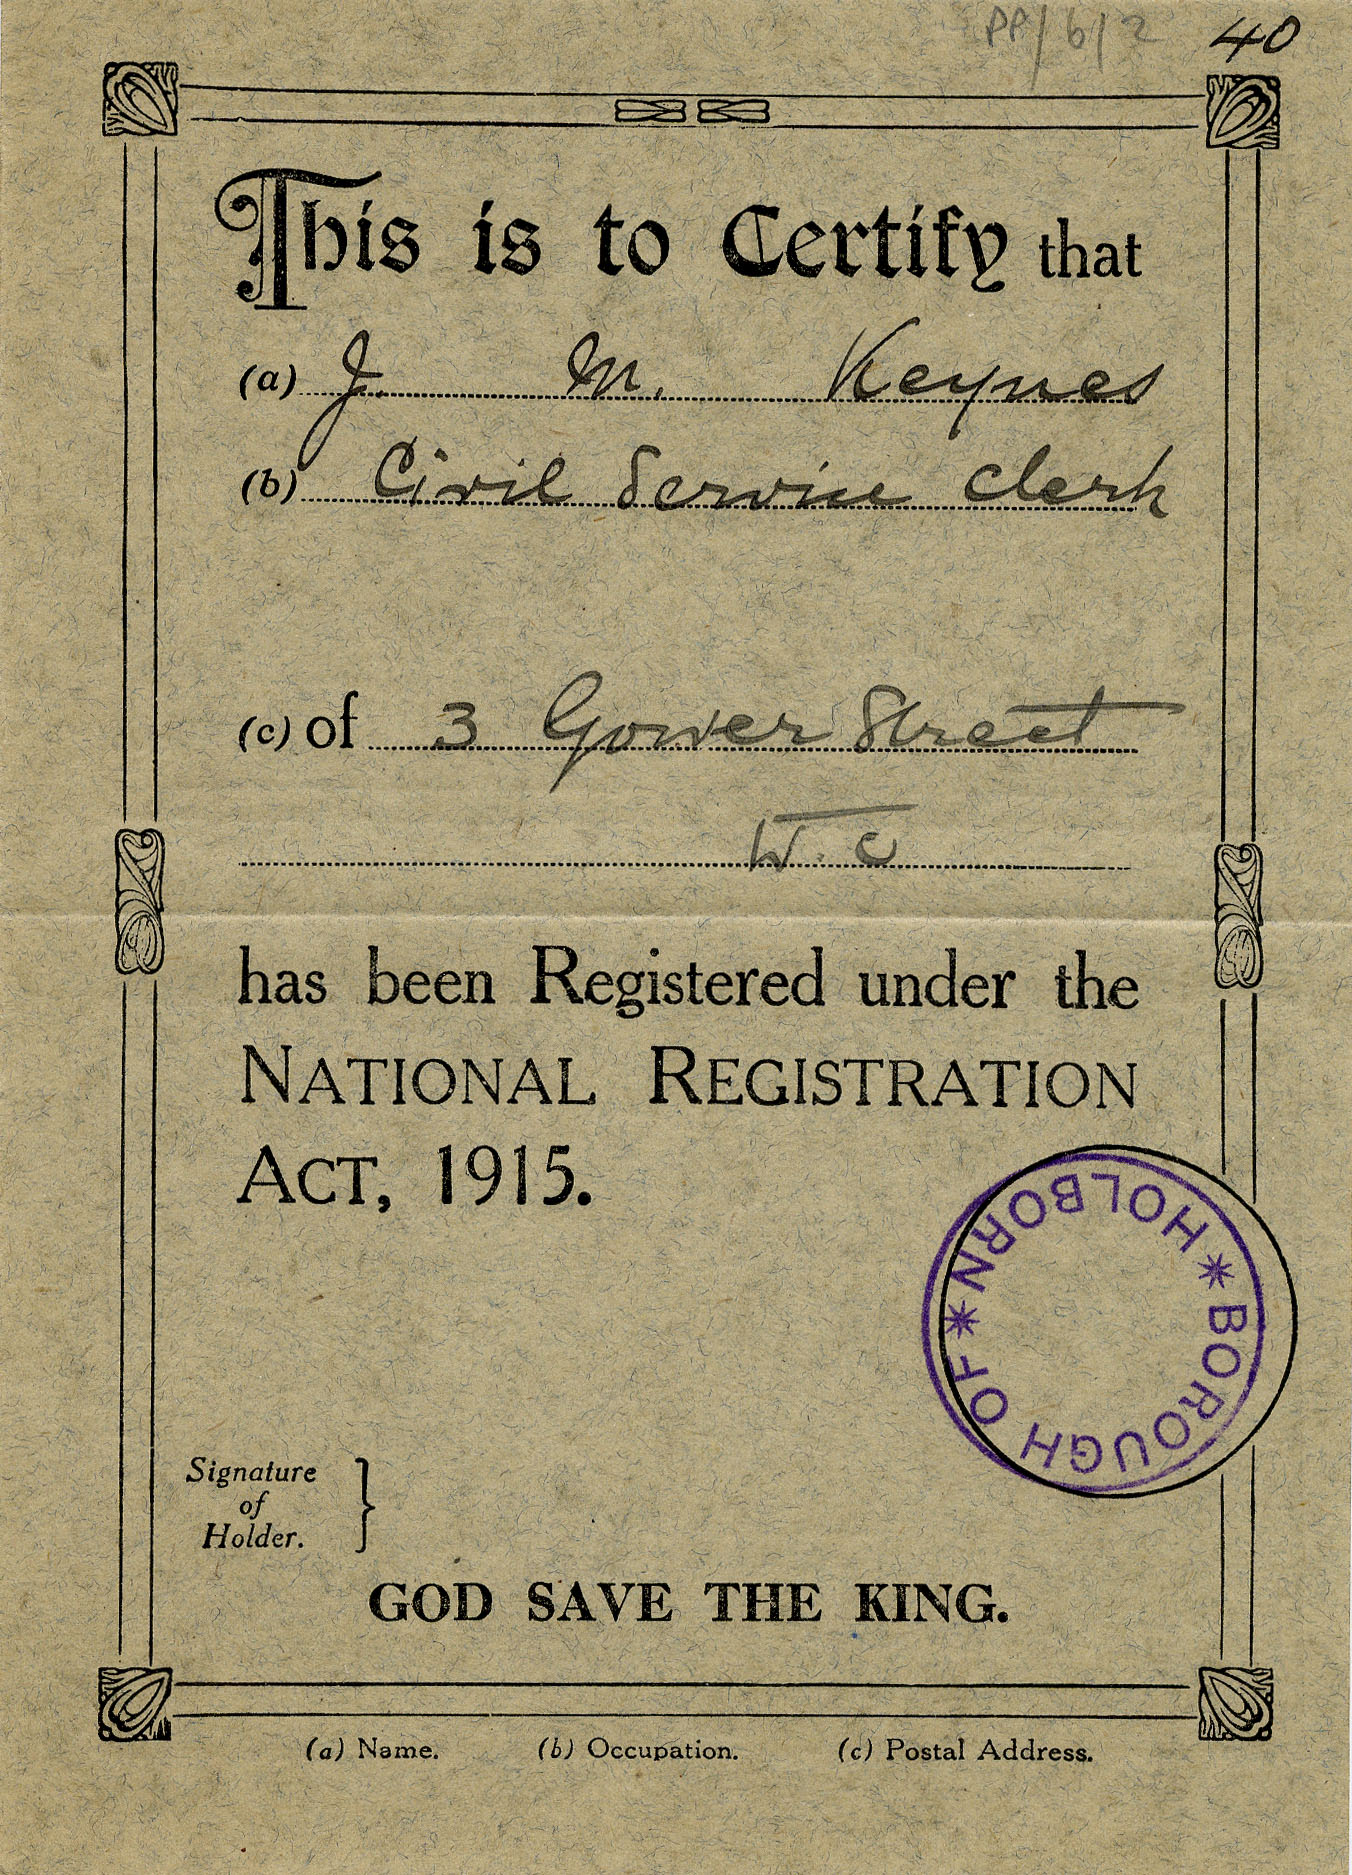 PP/6/2 40
This is to Certify that
(a) J. M. Keynes
(b) Civil Service Clerk
(c) of 3 Gower Street
W.C.
has been Registered under the
NATIONAL REGISTRATION
ACT, 1915.
BOROUGH OF * HOLBORN *
Signature
of
Holder.
GOD SAVE THE KING.
(a) Name. (b) Occupation. (c) Postal Address.